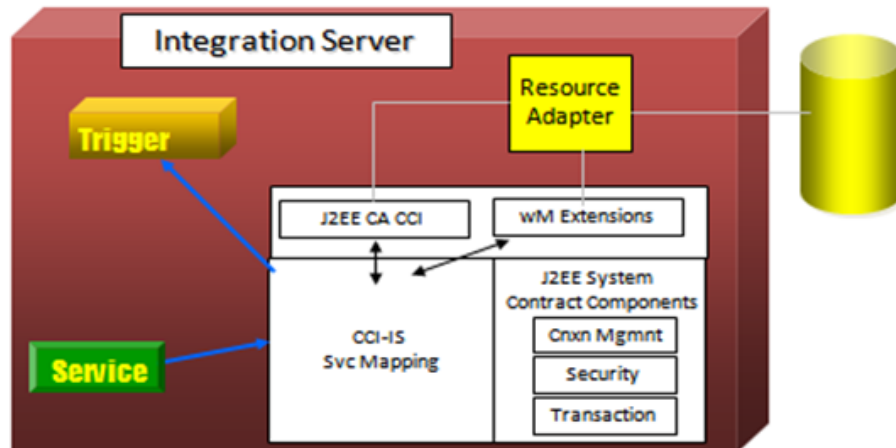 Integration Server
Resource
Adapter
Trigger
J2EE CA CCI
wM Extensions
J2EE System
Contract Components
CCI-IS
Svc Mapping
Cnxn Mgmnt
Security
Transaction
Service